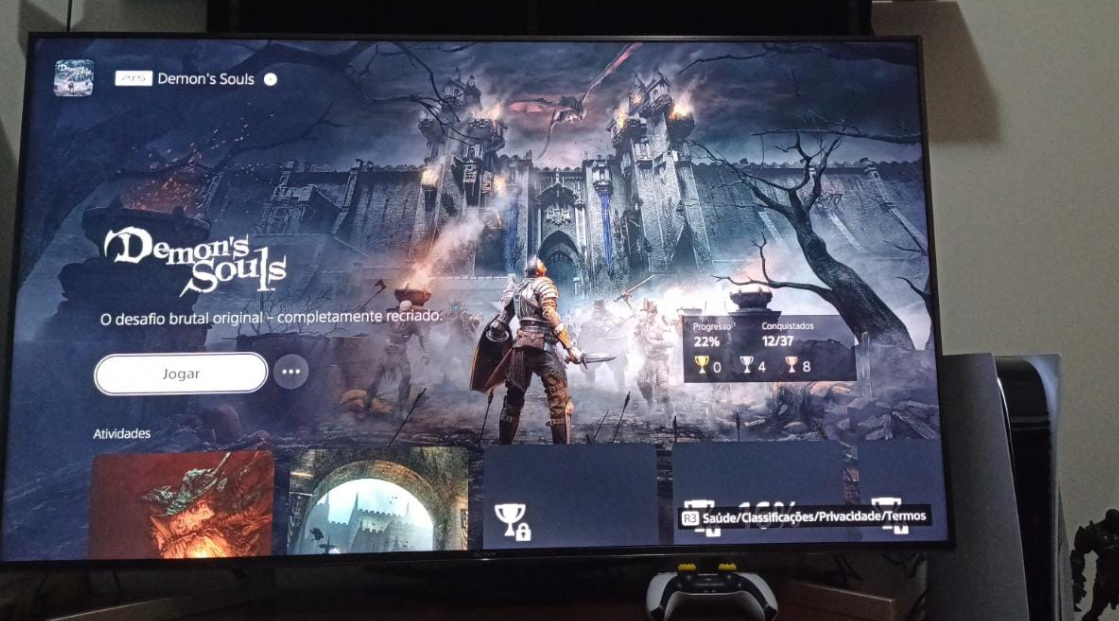 PS5 Demon's Souls
Demon's
Souls
O desafio brutal original – completamente recriado.
Progresso
22%
Conquistados
12/37
0 4 8
Jogar
Atividades
R3 Saúde/Classificações/Privacidade/Termos